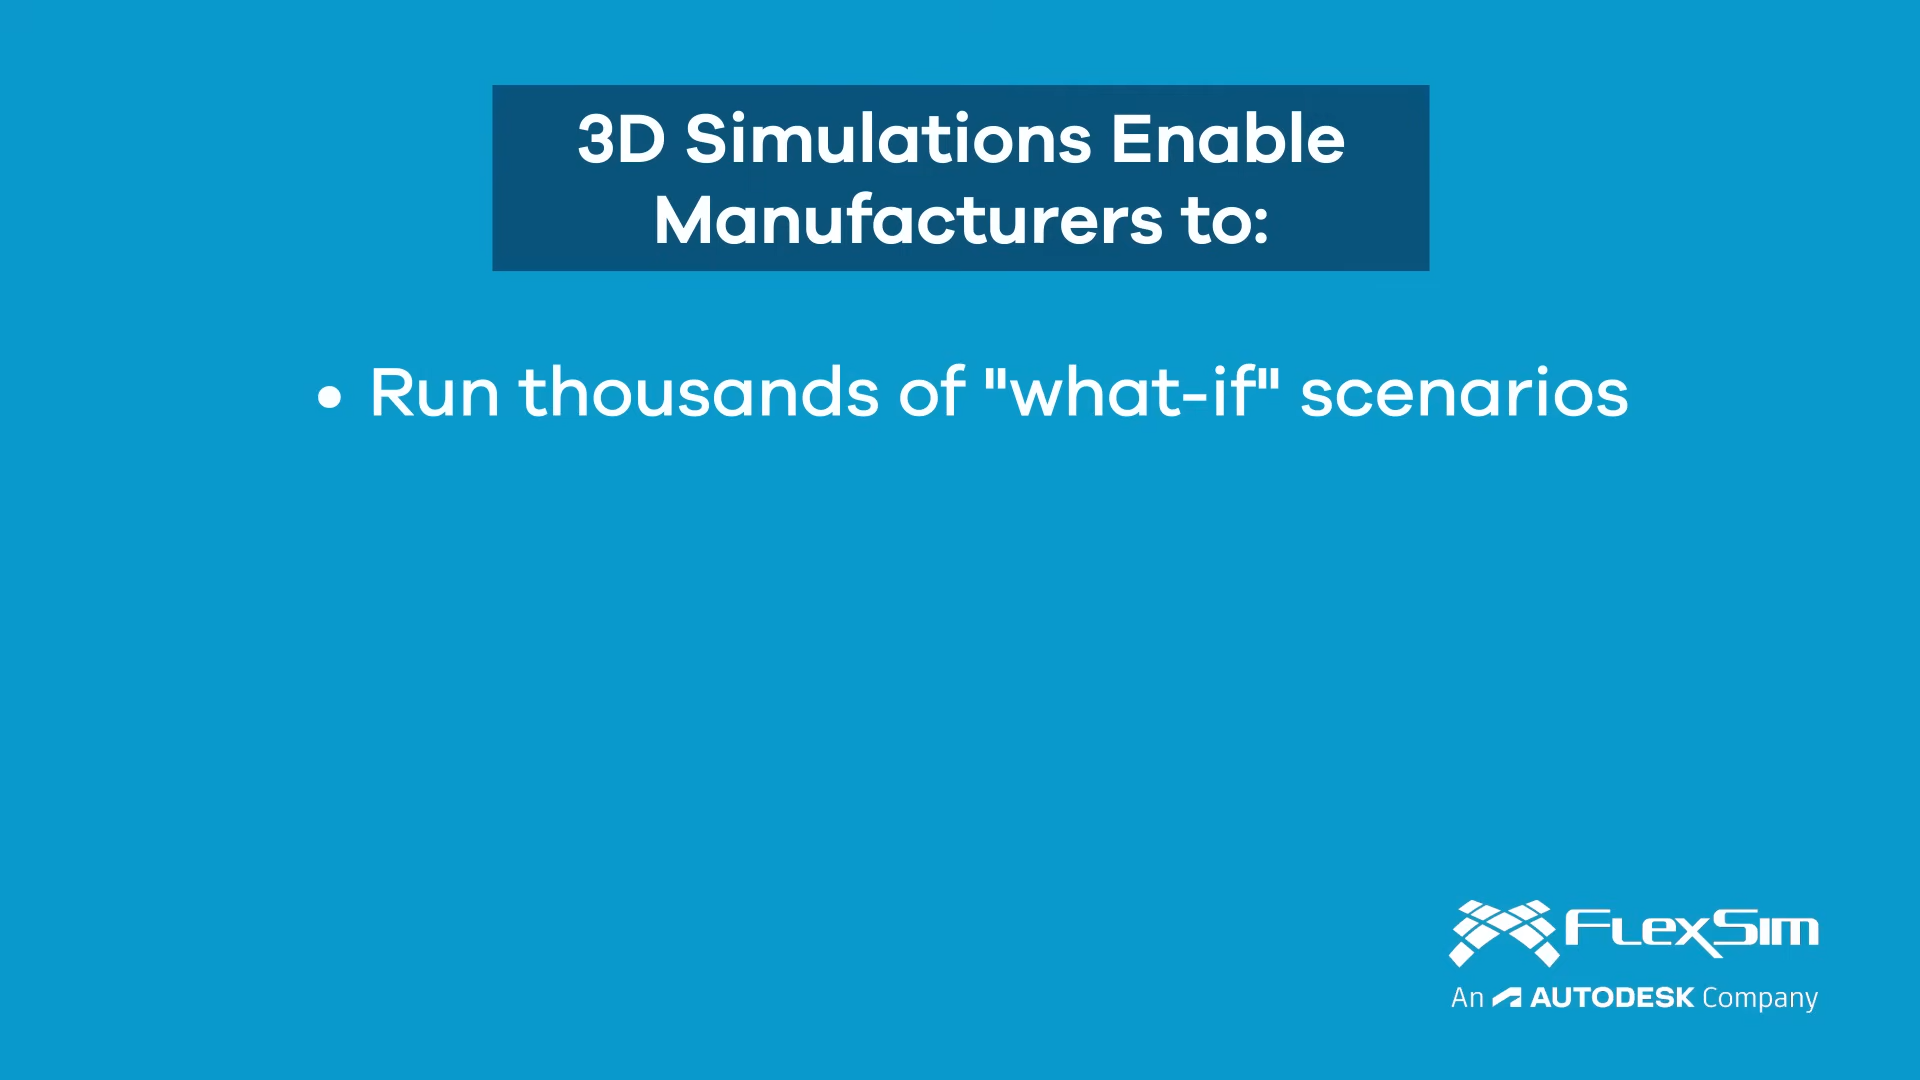 3D Simulations Enable
Manufacturers to:
• Run thousands of "what-if" scenarios
FLEXSIM
An AUTODESK Company